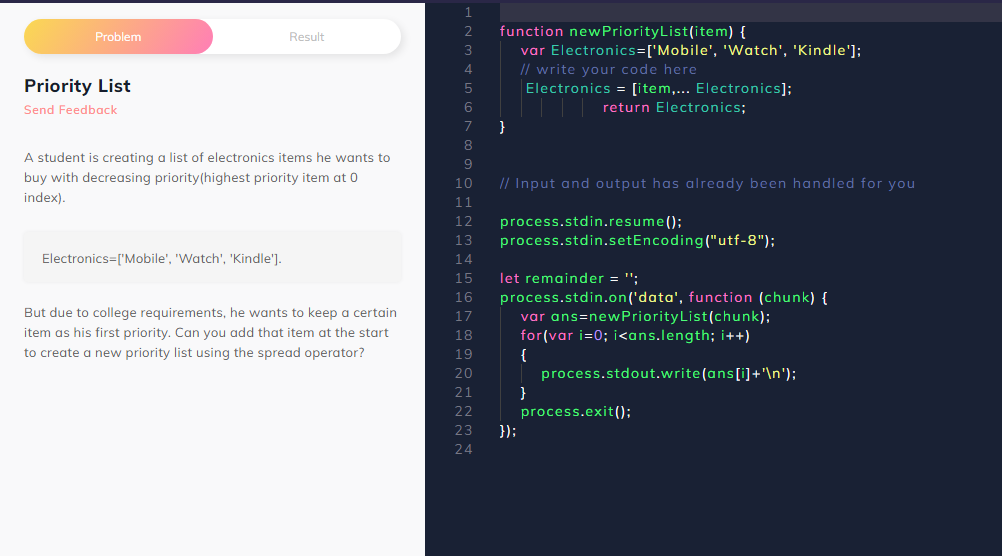 Problem
Result
Priority List
Send Feedback
A student is creating a list of electronics items he wants to
buy with decreasing priority(highest priority item at 0
index).
Electronics=['Mobile', 'Watch', 'Kindle'].
But due to college requirements, he wants to keep a certain
item as his first priority. Can you add that item at the start
to create a new priority list using the spread operator?
1
2 function newPriorityList(item) {
3 var Electronics=['Mobile', 'Watch', 'Kindle'];
4 // write your code here
5 Electronics = [item,... Electronics];
6 return Electronics;
7 }
8
9
10 // Input and output has already been handled for you
11
12 process.stdin.resume();
13 process.stdin.setEncoding("utf-8");
14
15 let remainder = '';
16 process.stdin.on('data', function (chunk) {
17 var ans=newPriorityList(chunk);
18 for(var i=0; i<ans.length; i++)
19 {
20 process.stdout.write(ans[i]+'\n');
21 }
22 process.exit();
23 });
24